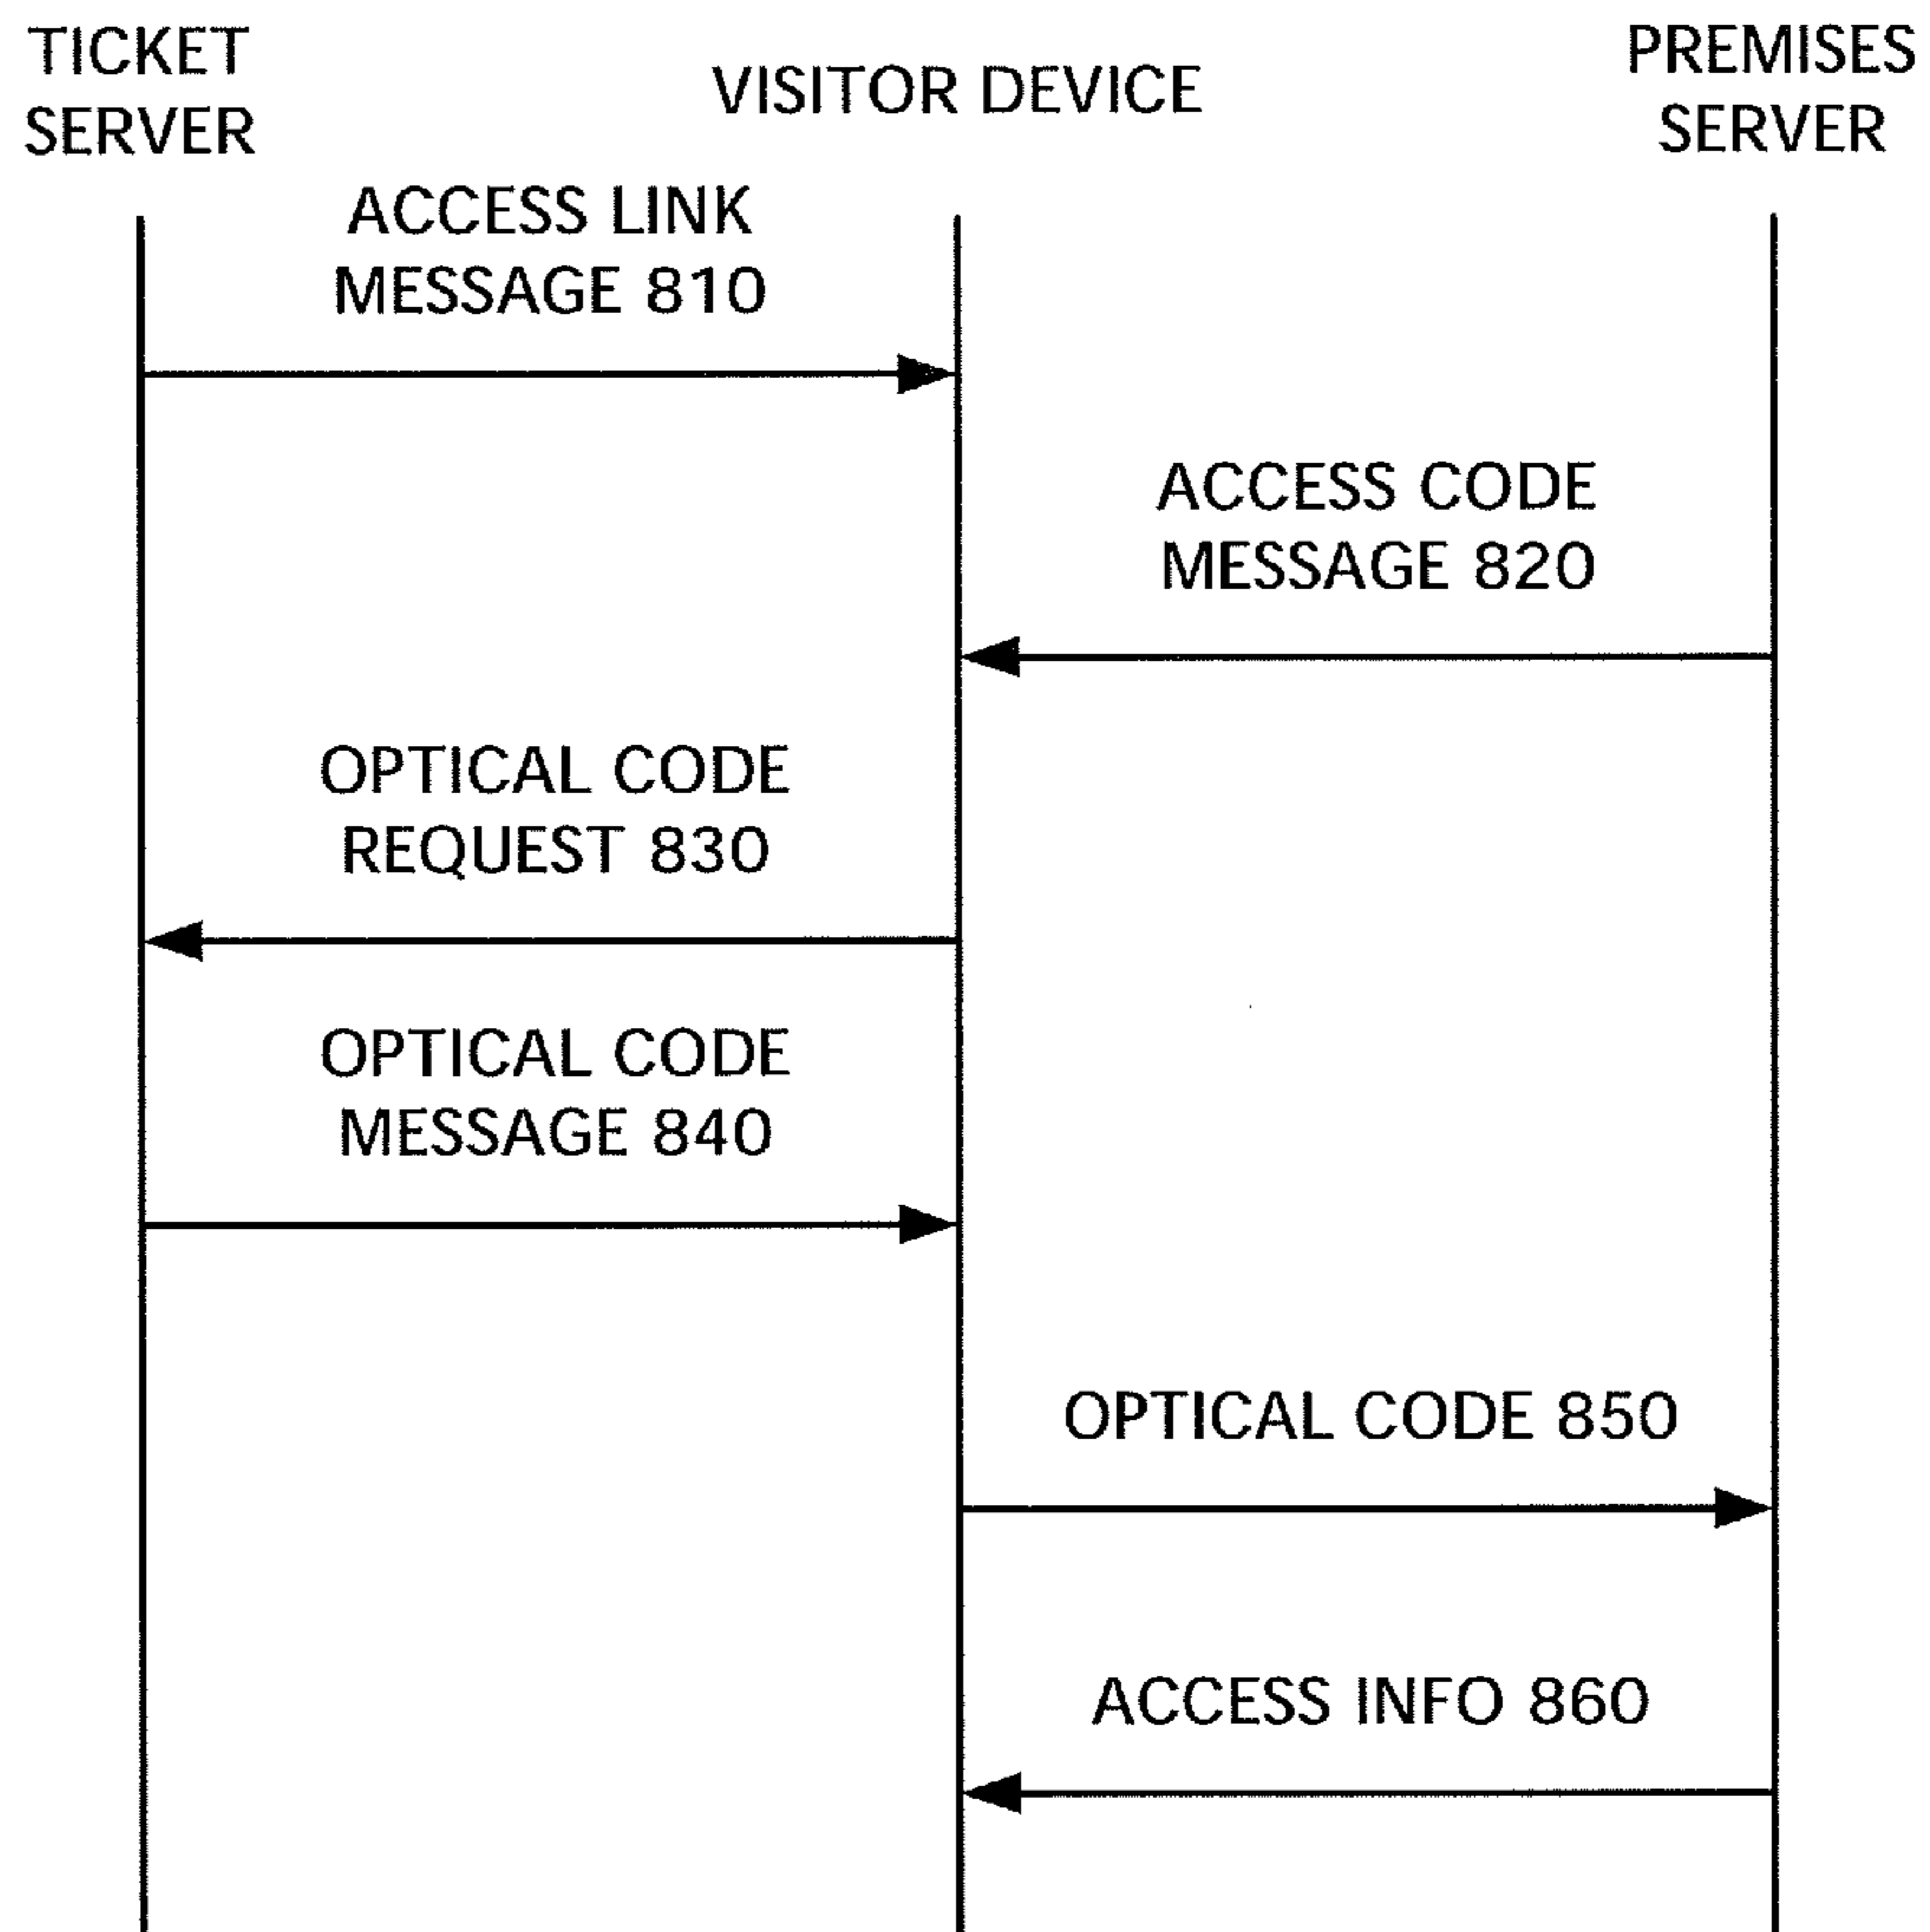 TICKET
SERVER
VISITOR DEVICE
PREMISES
SERVER
ACCESS LINK
MESSAGE 810
ACCESS CODE
MESSAGE 820
OPTICAL CODE
REQUEST 830
OPTICAL CODE
MESSAGE 840
OPTICAL CODE 850
ACCESS INFO 860